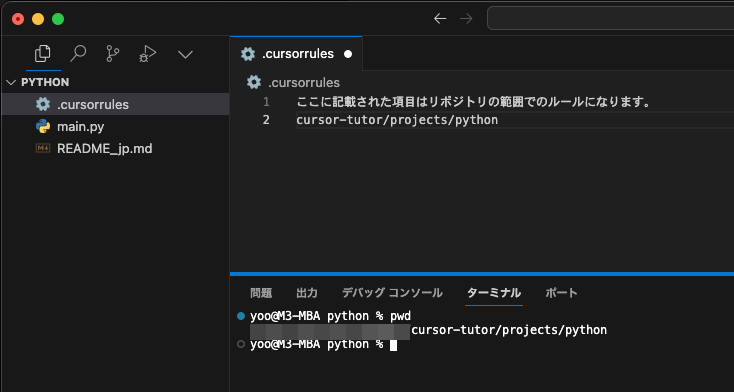 .cursorrules
PYTHON
.cursorrules
.cursorrules
main.py
README_jp.md
1 ここに記載された項目はリポジトリの範囲でのルールになります。
2 cursor-tutor/projects/python
問題 出力 デバッグ コンソール ターミナル ポート
yoo@M3-MBA python % pwd
cursor-tutor/projects/python
yoo@M3-MBA python %